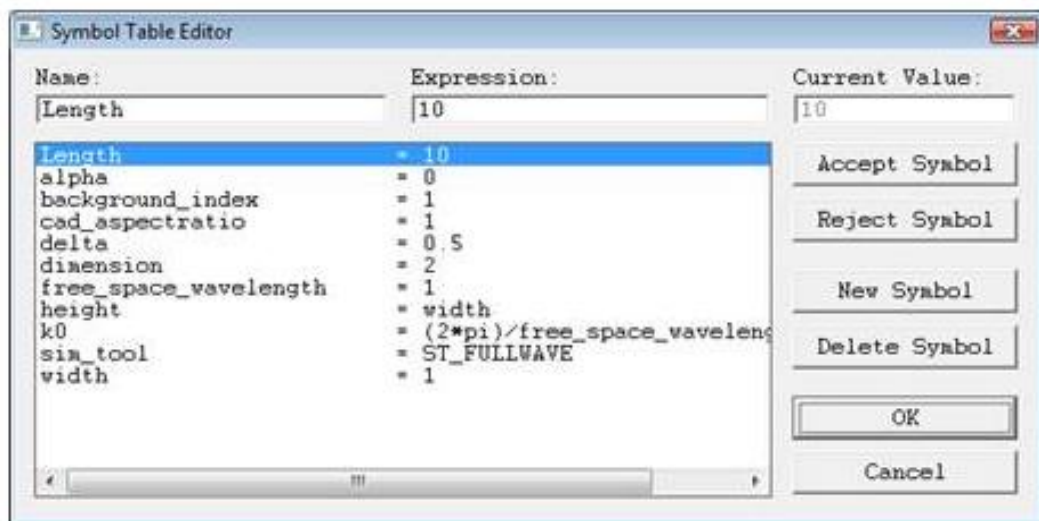 Symbol Table Editor
Name: Expression: Current Value:
Length 10 10
Length = 10
alpha = 0
background_index = 1
cad_aspectratio = 1
delta = 0.5
dimension = 2
free_space_wavelength = 1
height = width
k0 = (2*pi)/free_space_waveleng
sim_tool = ST_FULLWAVE
width = 1
Accept Symbol
Reject Symbol
New Symbol
Delete Symbol
OK
Cancel